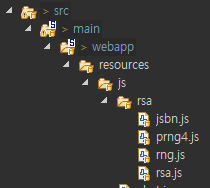 > src
> main
> webapp
resources
js
rsa
jsbn.js
prng4.js
rng.js
rsa.js